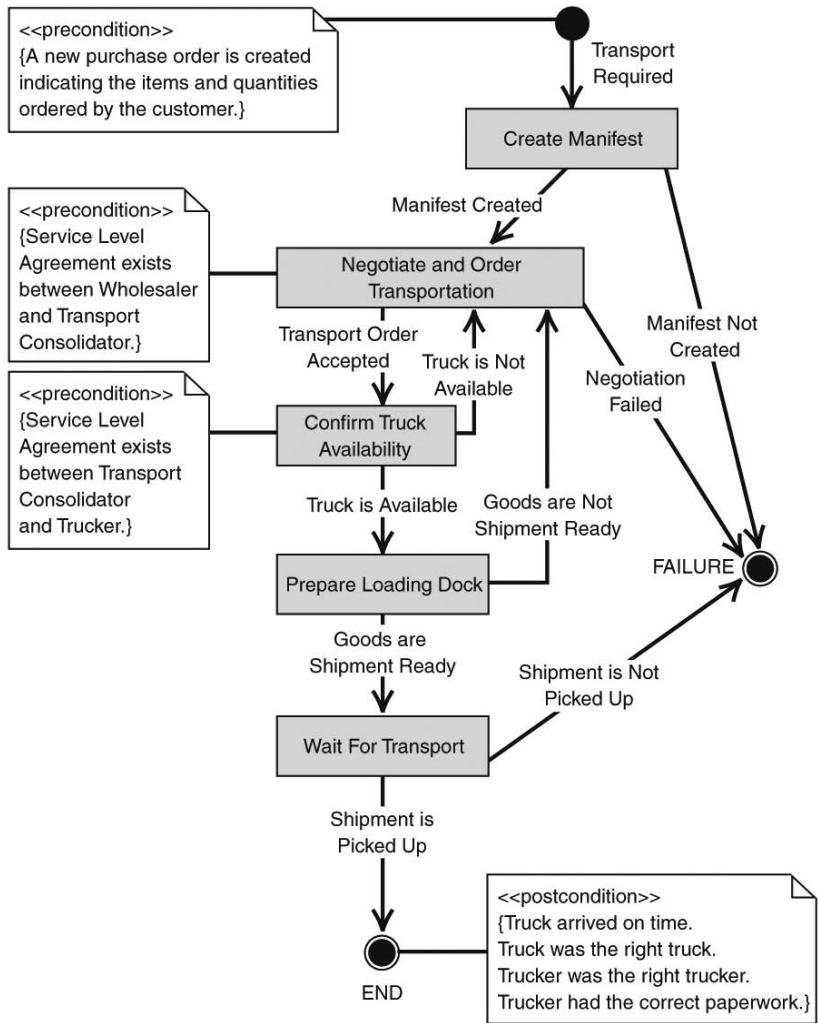 <<precondition>>
{A new purchase order is created
indicating the items and quantities
ordered by the customer.}
Transport
Required
Create Manifest
Manifest Created
<<precondition>>
{Service Level
Agreement exists
between Wholesaler
and Transport
Consolidator.}
Negotiate and Order
Transportation
Manifest Not
Created
Transport Order
Accepted
Truck is Not
Available
Negotiation
Failed
<<precondition>>
{Service Level
Agreement exists
between Transport
Consolidator
and Trucker.}
Confirm Truck
Availability
Truck is Available
Goods are Not
Shipment Ready
FAILURE
Prepare Loading Dock
Goods are
Shipment Ready
Shipment is Not
Picked Up
Wait For Transport
Shipment is
Picked Up
<<postcondition>>
{Truck arrived on time.
Truck was the right truck.
Trucker was the right trucker.
Trucker had the correct paperwork.}
END